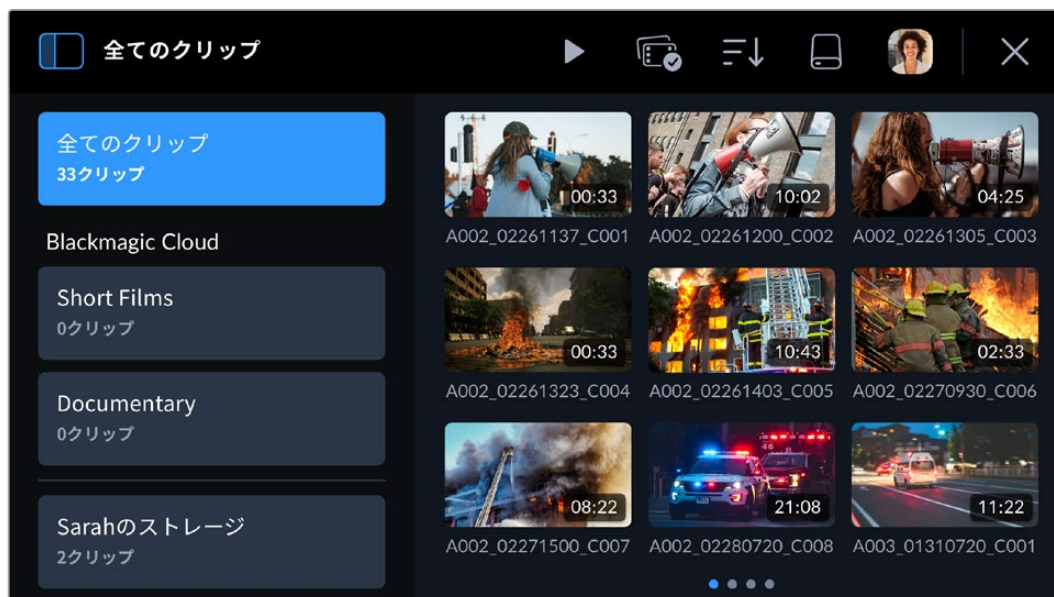 全てのクリップ
全てのクリップ
33クリップ
Blackmagic Cloud
Short Films
0クリップ
Documentary
0クリップ
Sarahのストレージ
2クリップ
00:33
10:02
04:25
A002_02261137_C001
A002_02261200_C002
A002_02261305_C003
00:33
10:43
02:33
A002_02261323_C004
A002_02261403_C005
A002_02270930_C006
08:22
21:08
11:22
A002_02271500_C007
A002_02280720_C008
A003_01310720_C001